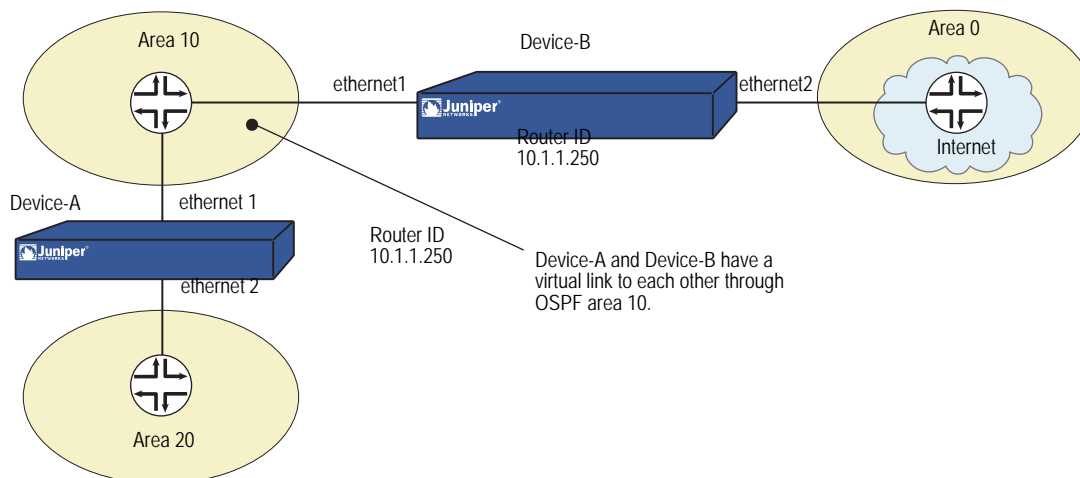 Area 10
Device-B
Area 0
ethernet1
ethernet2
Juniper®
NETWORKS
Router ID
10.1.1.250
Internet
Device-A
ethernet 1
Juniper®
NETWORKS
Router ID
10.1.1.250
ethernet 2
Device-A and Device-B have a
virtual link to each other through
OSPF area 10.
Area 20